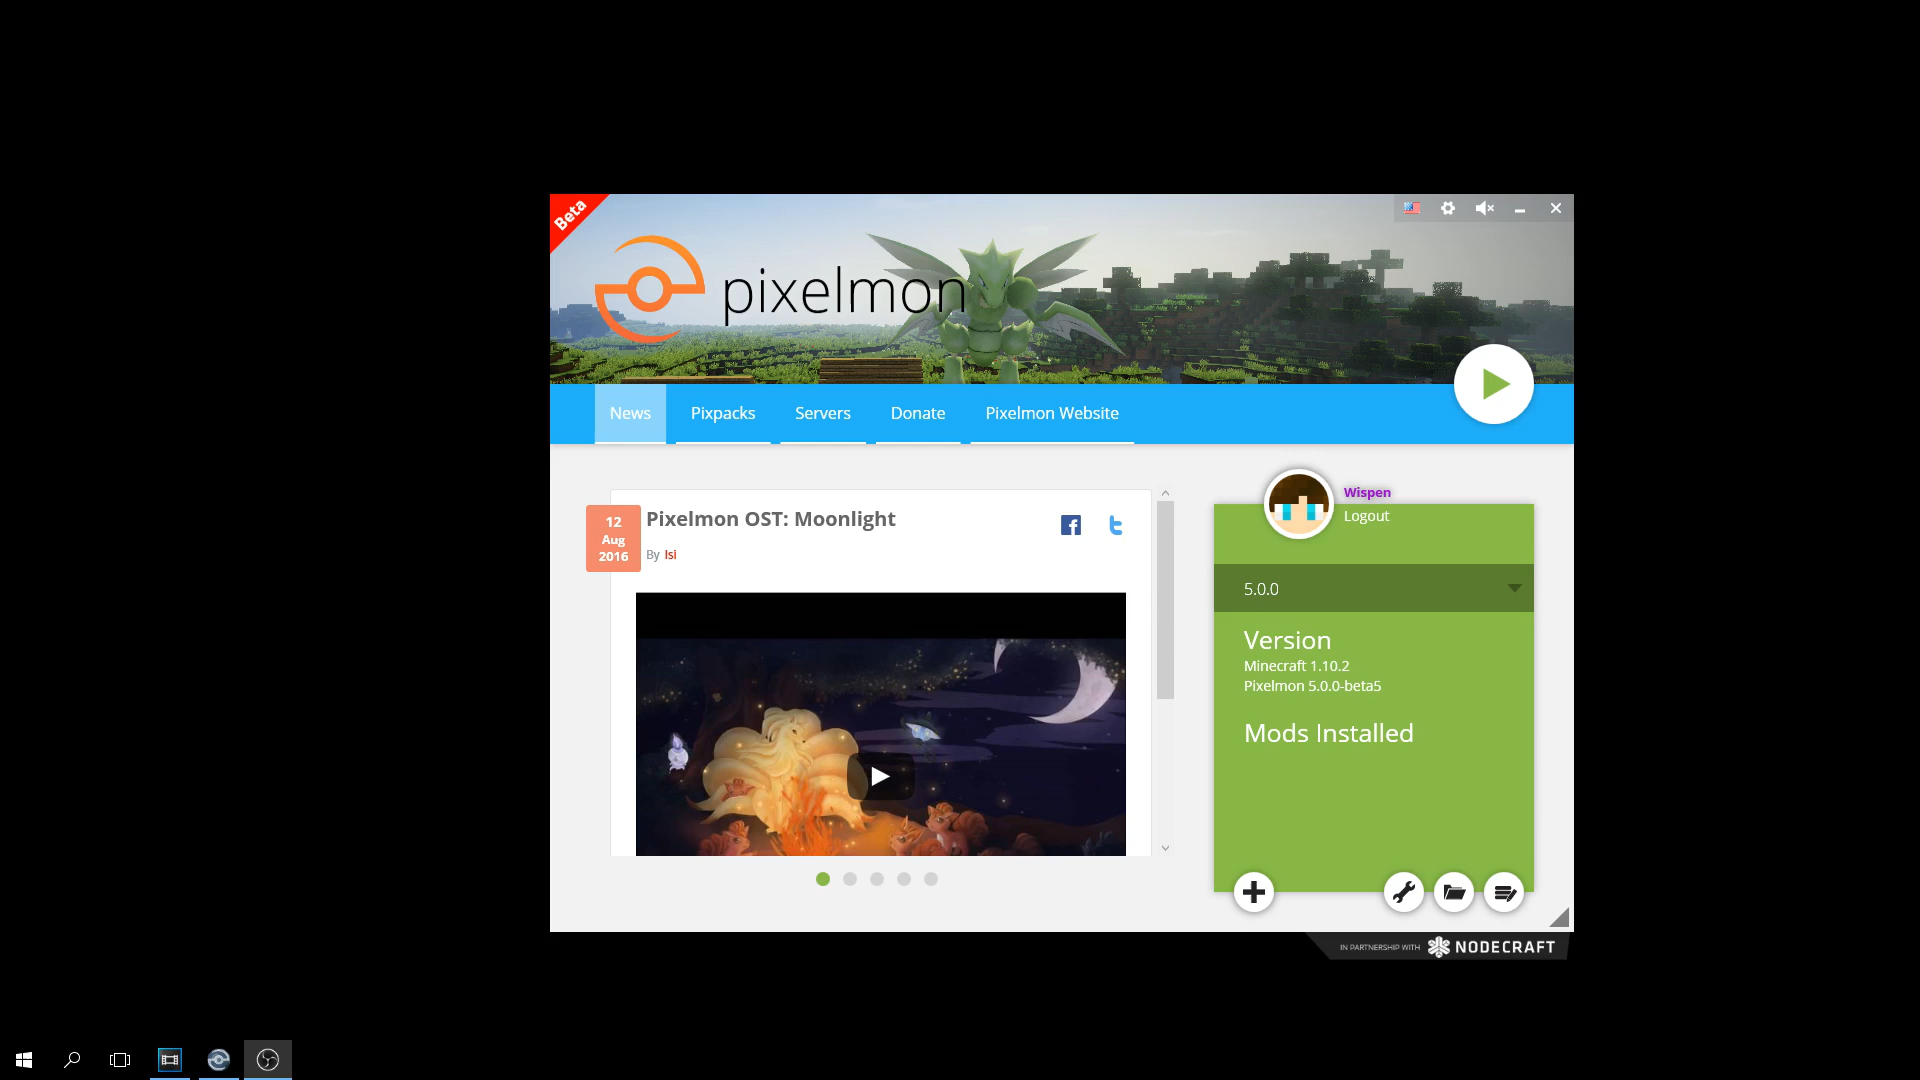 Beta
pixelmon
News
Pixpacks
Servers
Donate
Pixelmon Website
12
Aug
2016
Pixelmon OST: Moonlight
By Isi
Wispen
Logout
5.0.0
Version
Minecraft 1.10.2
Pixelmon 5.0.0-beta5
Mods Installed
IN PARTNERSHIP WITH NODECRAFT